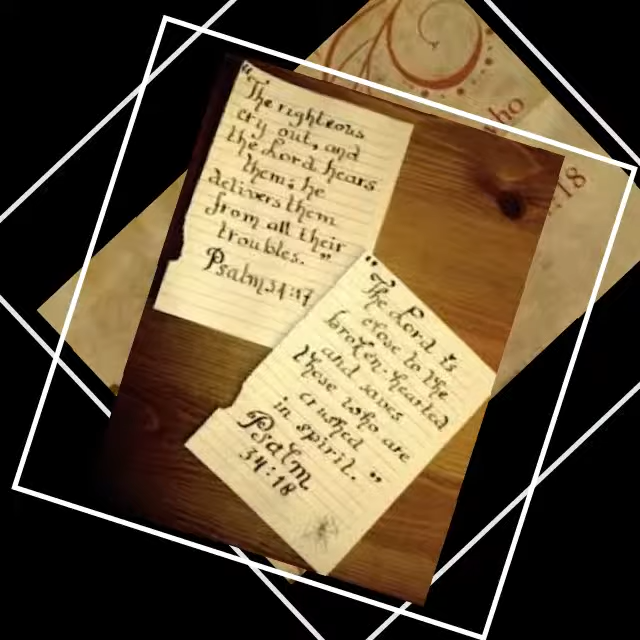 "The righteous
cry out, and
the Lord hears
them; he
delivers them
from all their
troubles."
Psalm 34:17
"The Lord is
close to the
broken-hearted
and saves
those who are
crushed
in spirit."
Psalm
34:18
ho
:18